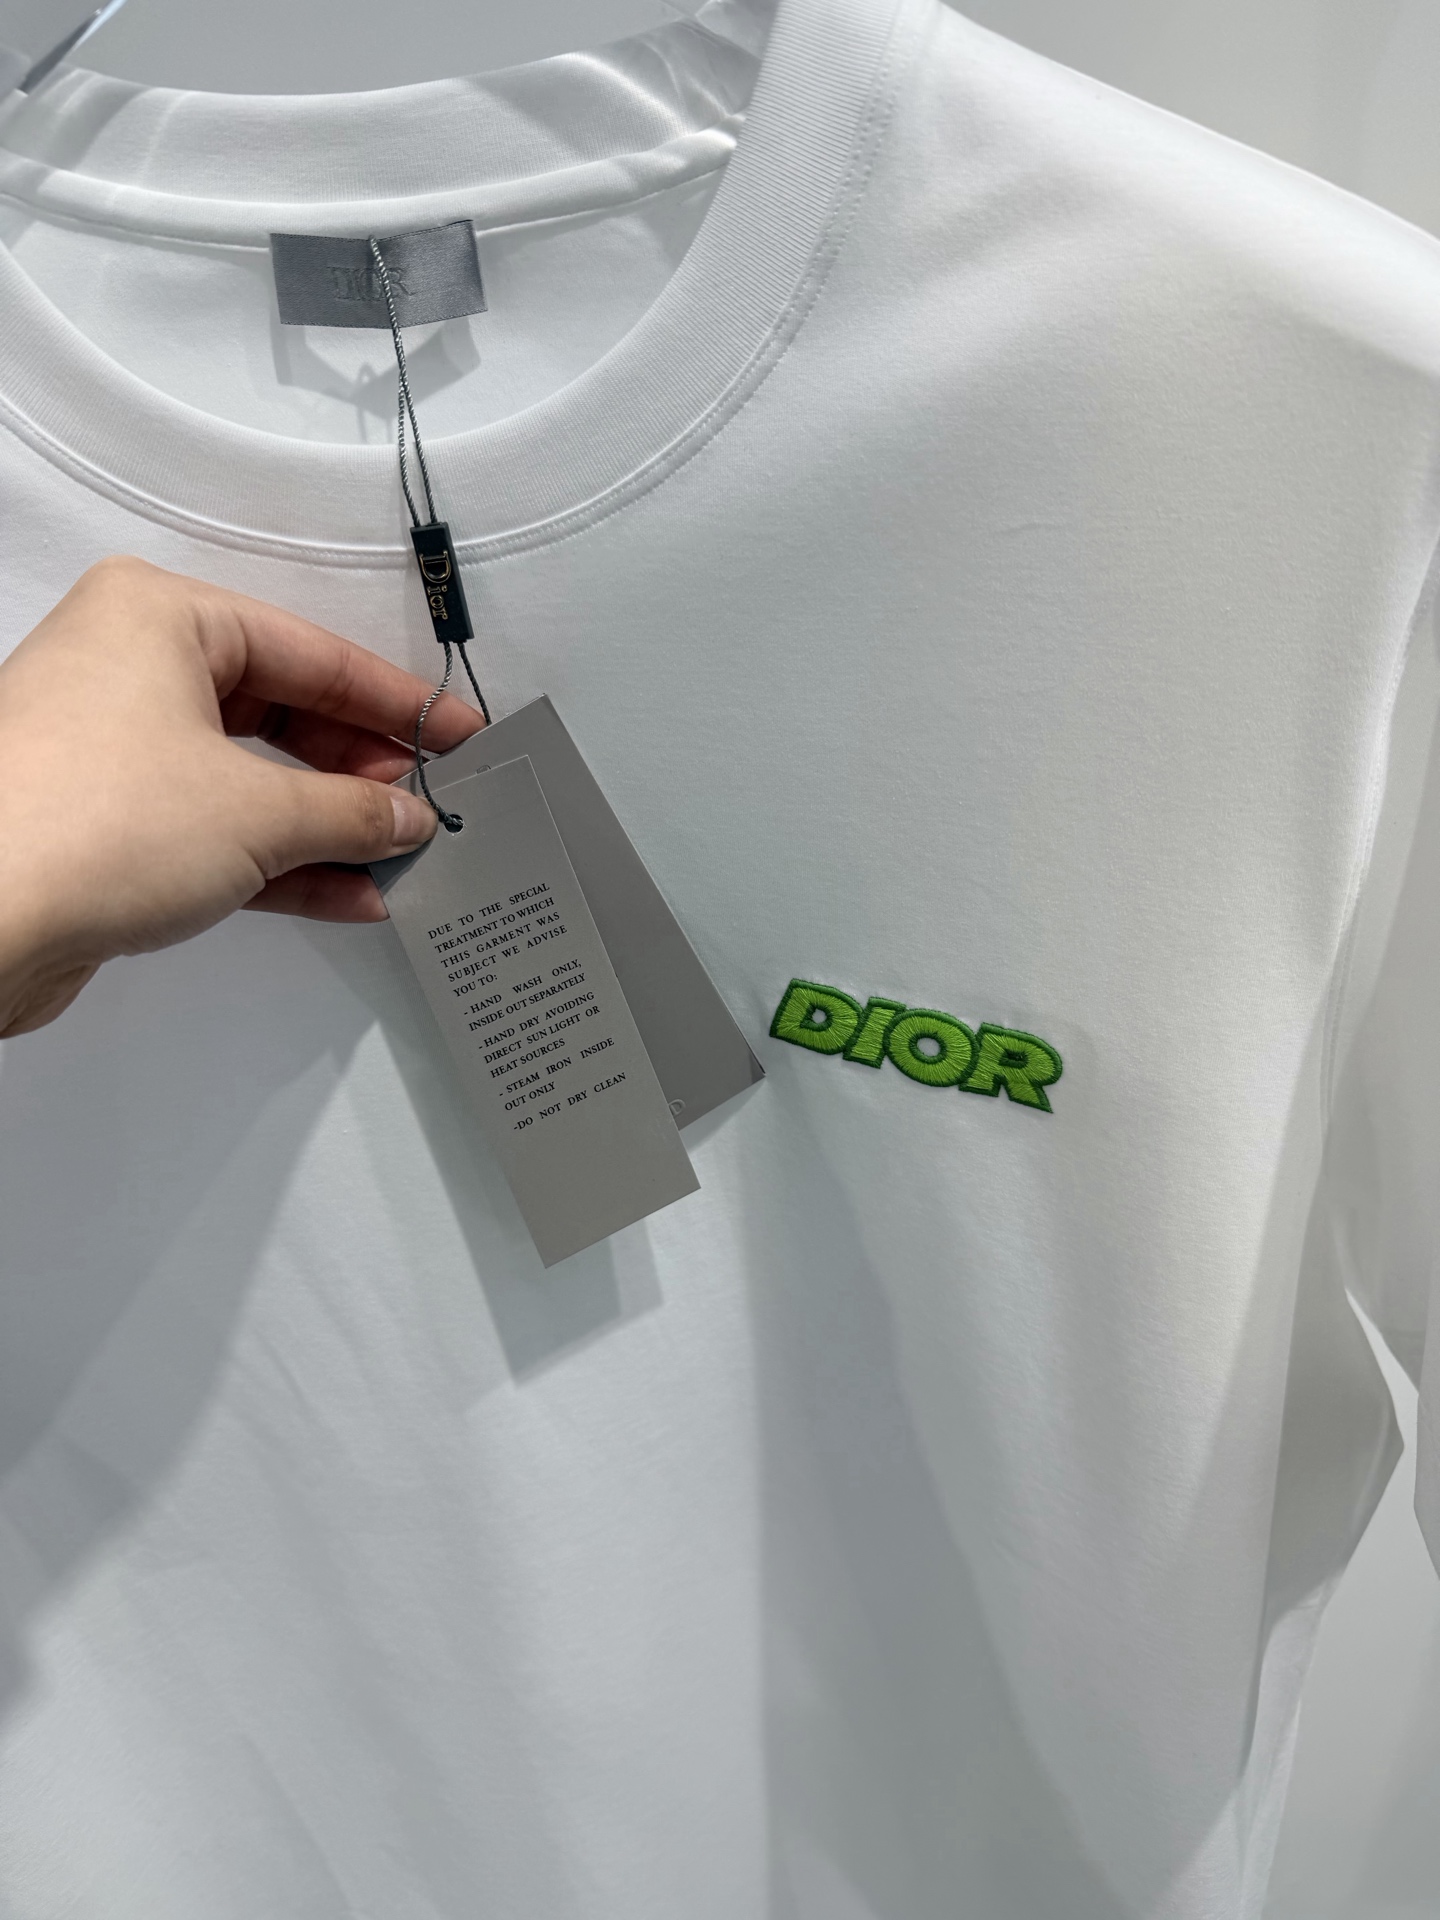 DIOR
Dior
DUE TO THE SPECIAL
TREATMENT TO WHICH
THIS GARMENT WAS
SUBJECT WE ADVISE
YOU TO:
- HAND WASH ONLY,
INSIDE OUT SEPARATELY
- HAND DRY AVOIDING
DIRECT SUN LIGHT OR
HEAT SOURCES
- STEAM IRON INSIDE
OUT ONLY
-DO NOT DRY CLEAN
DIOR